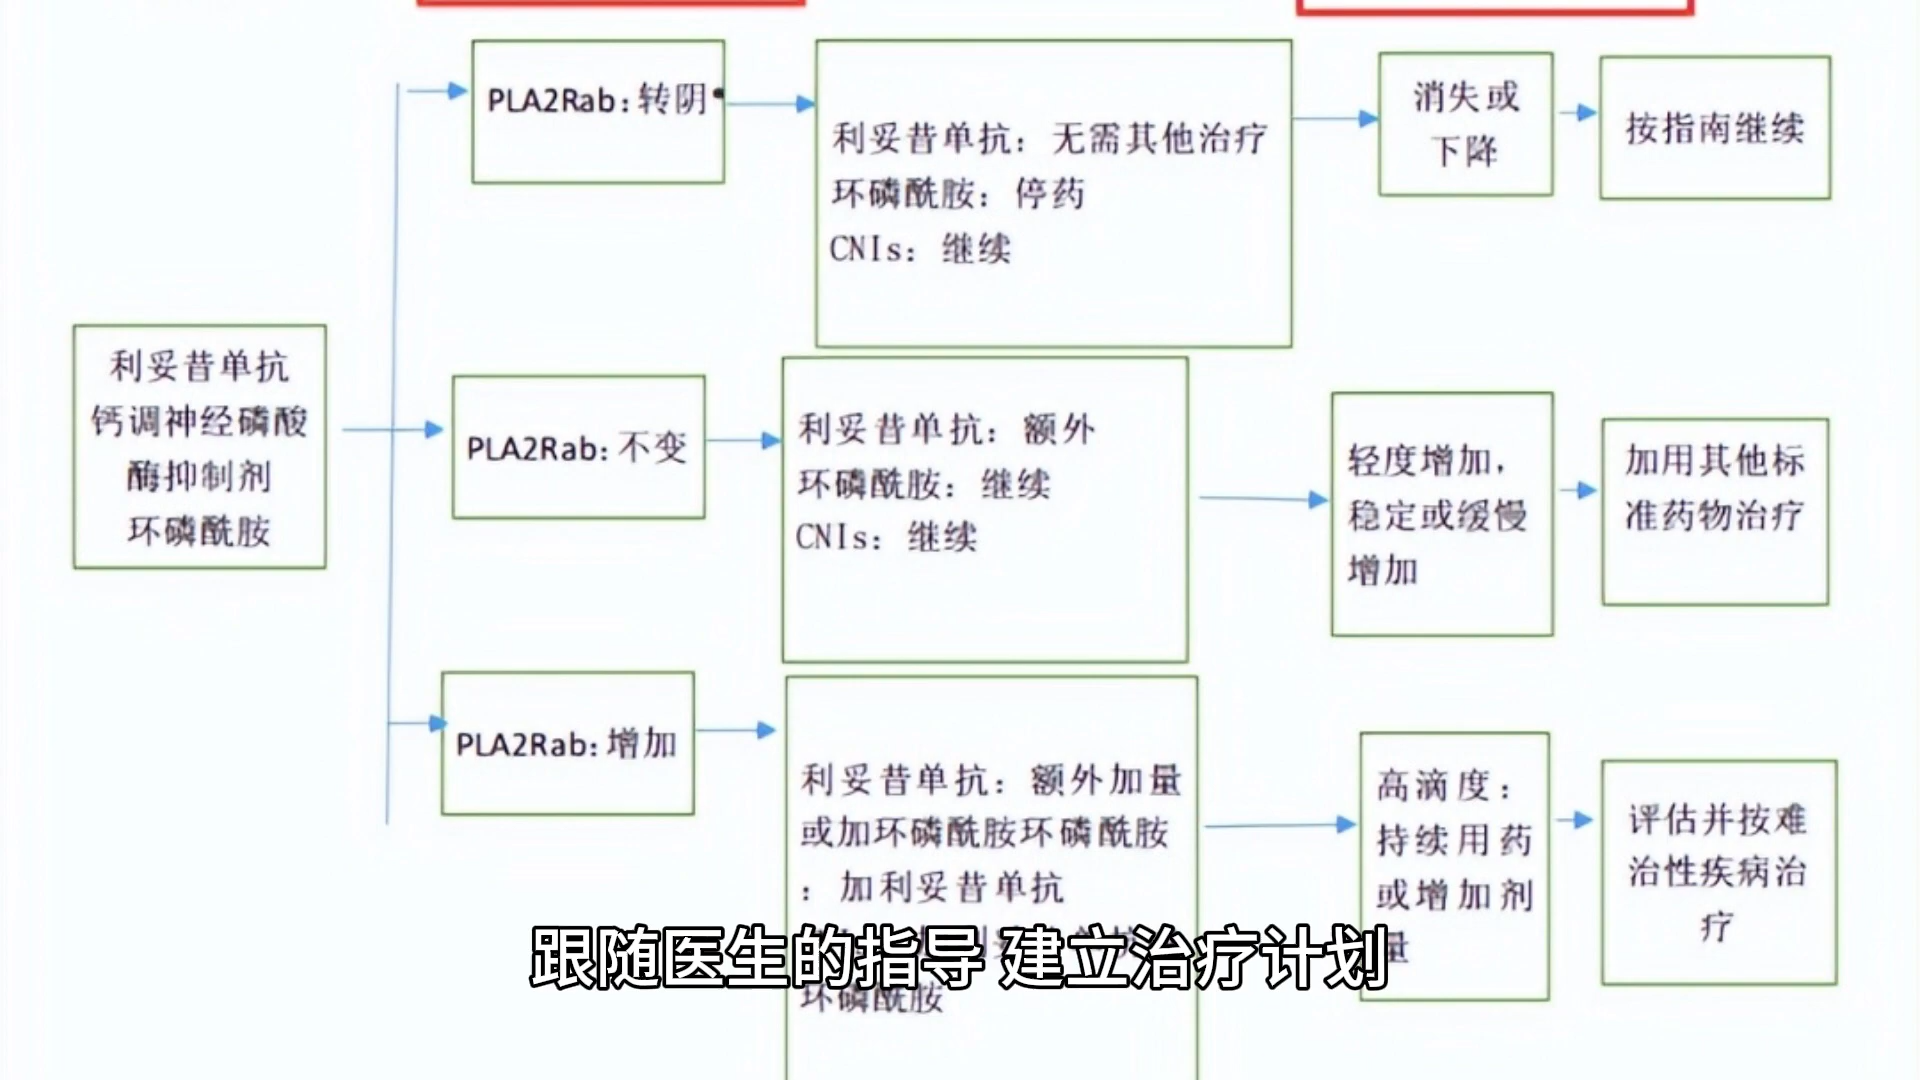 利妥昔单抗
钙调神经磷酸
酶抑制剂
环磷酰胺
PLA2Rab:转阴
利妥昔单抗：无需其他治疗
环磷酰胺：停药
CNIs：继续
消失或
下降
按指南继续
PLA2Rab:不变
利妥昔单抗：额外
环磷酰胺：继续
CNIs：继续
轻度增加，
稳定或缓慢
增加
加用其他标
准药物治疗
PLA2Rab:增加
利妥昔单抗：额外加量
或加环磷酰胺环磷酰胺
：加利妥昔单抗
环磷酰胺
高滴度：
持续用药
或增加剂
量
评估并按难
治性疾病治
疗
跟随医生的指导 建立治疗计划